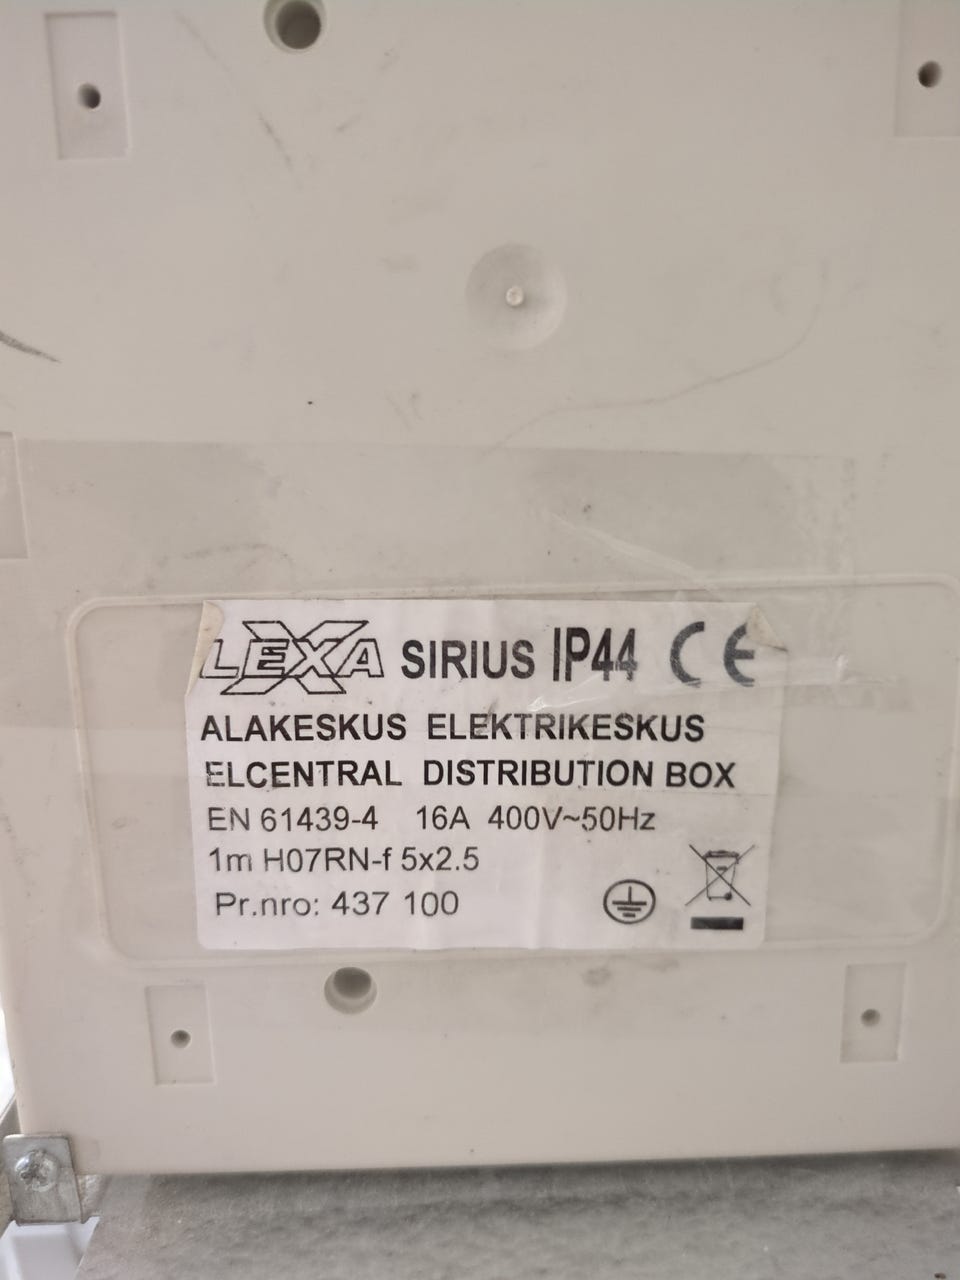 LEXA SIRIUS IP44 CE
ALAKESKUS ELEKTRIKESKUS
ELCENTRAL DISTRIBUTION BOX
EN 61439-4 16A 400V~50Hz
1m H07RN-f 5x2.5
Pr.nro: 437 100